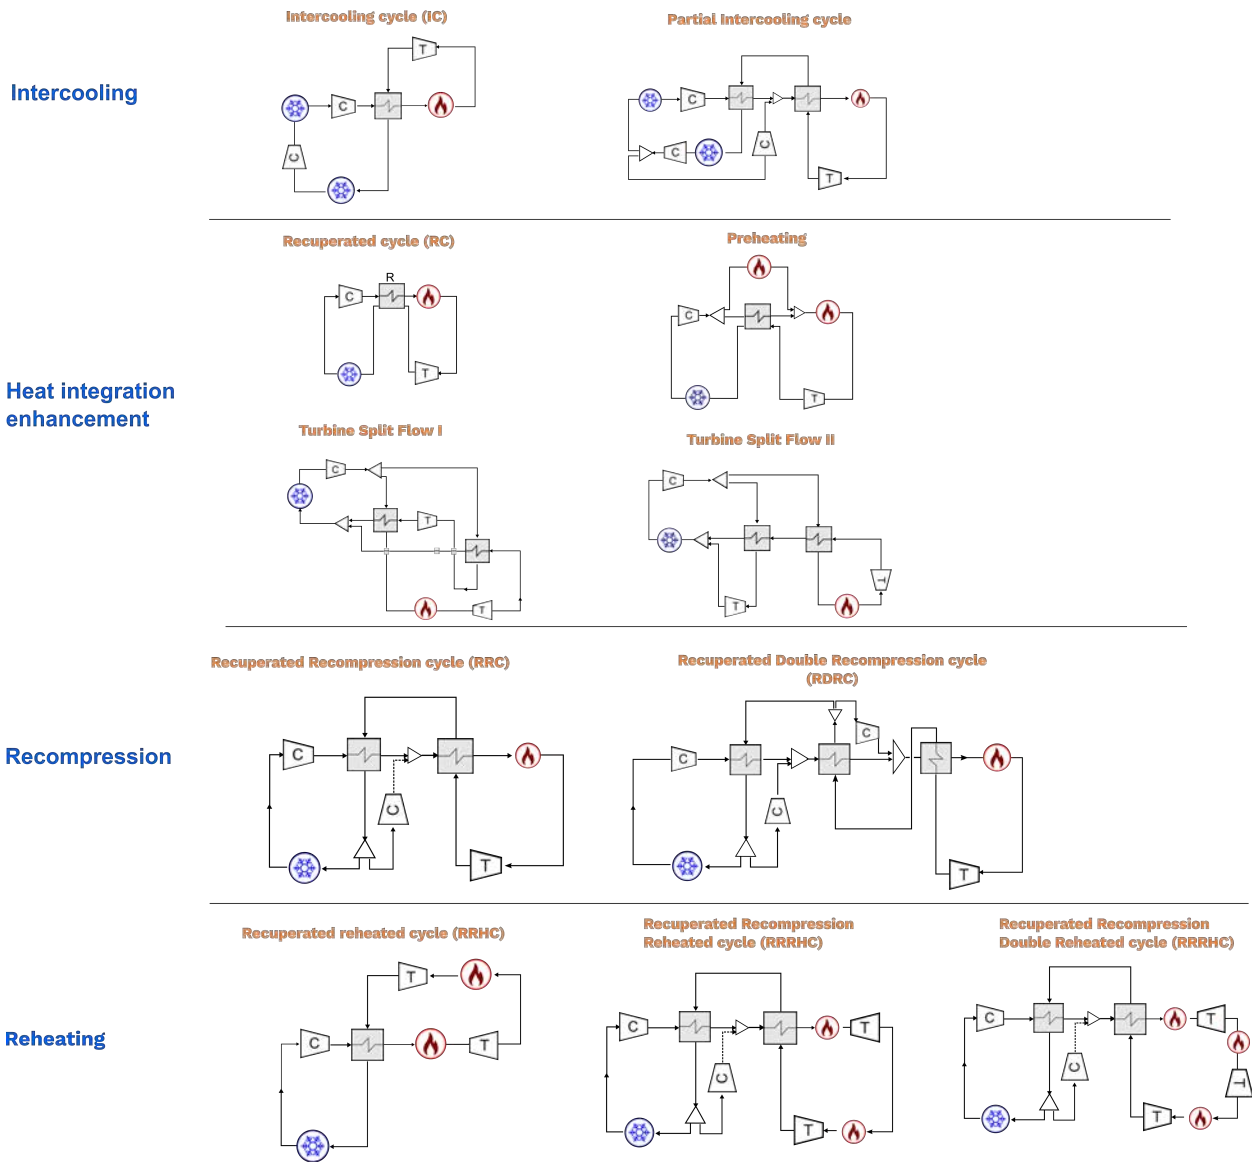 Intercooling cycle (IC)
Partial Intercooling cycle
Intercooling
T
C
C
C
C
C
T
Recuperated cycle (RC)
Preheating
R
C
T
C
T
Heat integration
enhancement
Turbine Split Flow I
Turbine Split Flow II
C
T
T
C
T
T
Recuperated Recompression cycle (RRC)
Recuperated Double Recompression cycle
(RDRC)
Recompression
C
C
T
C
C
C
T
Recuperated reheated cycle (RRHC)
Recuperated Recompression
Reheated cycle (RRRHC)
Recuperated Recompression
Double Reheated cycle (RRRHC)
Reheating
T
C
T
C
T
C
T
C
T
C
T
T